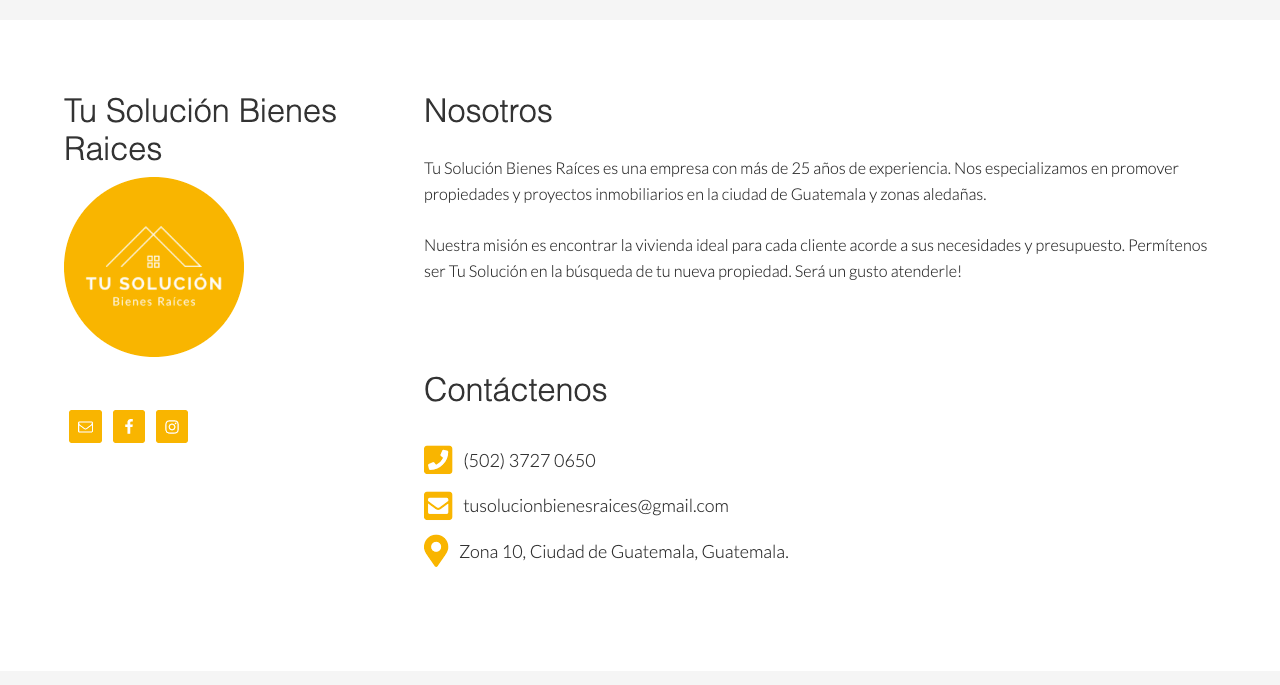 Tu Solución Bienes
Raices
TU SOLUCIÓN
Bienes Raíces
Nosotros
Tu Solución Bienes Raíces es una empresa con más de 25 años de experiencia. Nos especializamos en promover
propiedades y proyectos inmobiliarios en la ciudad de Guatemala y zonas aledañas.
Nuestra misión es encontrar la vivienda ideal para cada cliente acorde a sus necesidades y presupuesto. Permítenos
ser Tu Solución en la búsqueda de tu nueva propiedad. Será un gusto atenderle!
Contáctenos
(502) 3727 0650
tusolucionbienesraices@gmail.com
Zona 10, Ciudad de Guatemala, Guatemala.